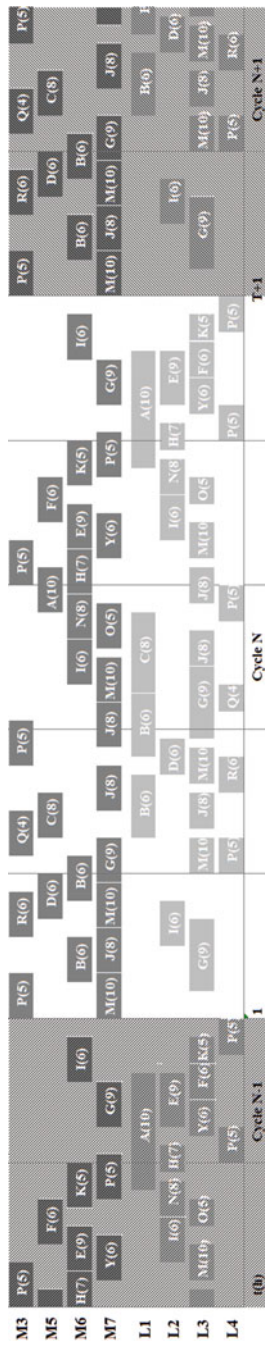 M3 P(5) P(5) R(6) Q(4) P(5) P(5) P(5) R(6) Q(4) P(5)
M5 F(6) D(6) C(8) A(10) F(6) D(6) C(8)
M6 H(7) E(9) K(5) I(6) B(6) B(6) I(6) N(8) H(7) E(9) K(5) I(6) B(6) B(6)
M7 Y(6) P(5) G(9) M(10) J(8) M(10) G(9) J(8) J(8) M(10) O(5) Y(6) P(5) G(9) M(10) J(8) M(10) G(9) J(8)
L1 A(10) B(6) B(6) C(8) A(10) B(6)
L2 I(6) N(8) H(7) E(9) I(6) D(6) I(6) N(8 H(7 E(9) I(6) D(6)
L3 M(10) O(5) Y(6) F(6) K(5) G(9) M(10 J(8) M(10 G(9) J(8) J(8) M(10 O(5 Y(6) F(6) K(5 G(9) M(10) J(8) M(10)
L4 P(5) P(5) P(5) R(6) Q(4 P(5) P(5) P(5) P(5) R(6)
t(h) Cycle N-1 1 Cycle N T+1 Cycle N+1